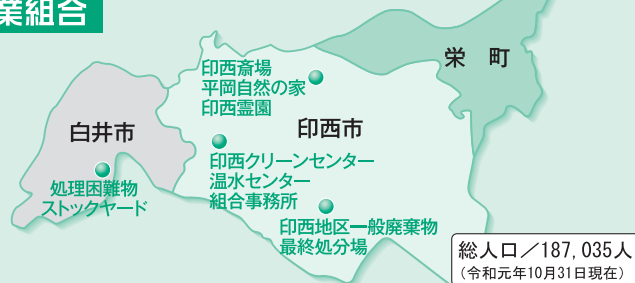 業組合
印西斎場
平岡自然の家
印西霊園
栄 町
白井市
印西市
印西クリーンセンター
温水センター
組合事務所
処理困難物
ストックヤード
印西地区一般廃棄物
最終処分場
総人口／187,035人
（令和元年10月31日現在）